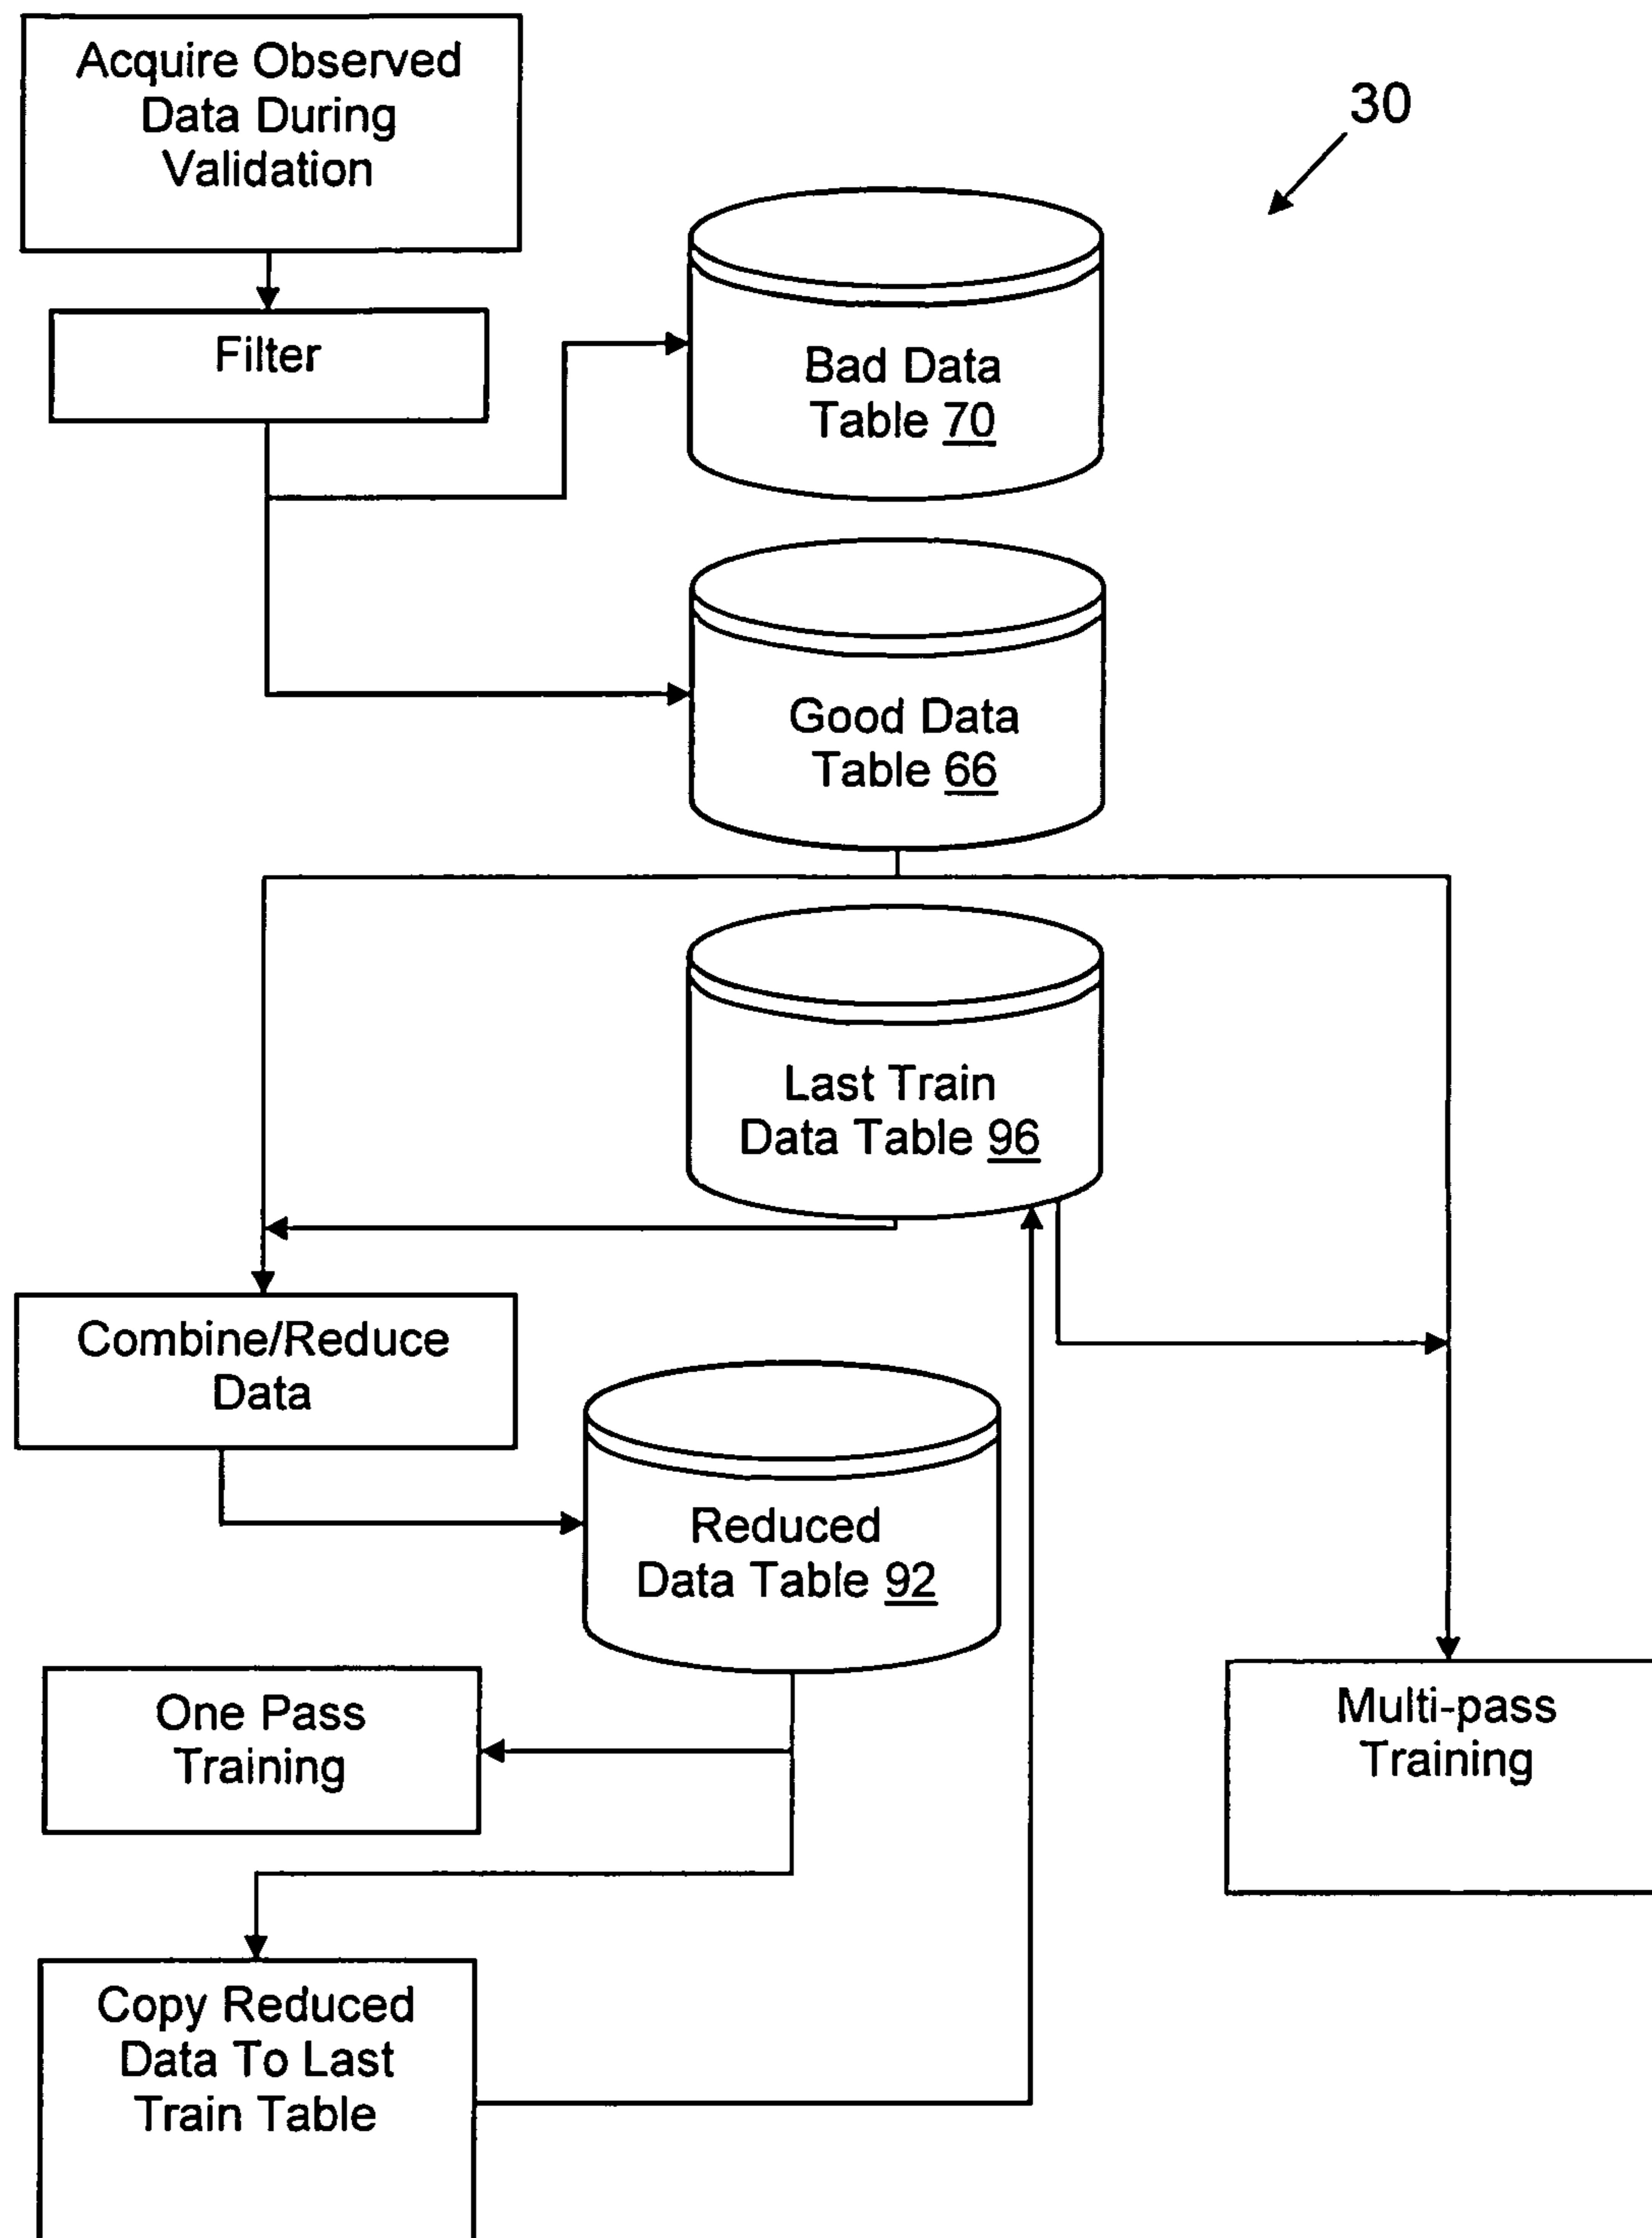 Acquire Observed
Data During
Validation
30
Filter
Bad Data
Table 70
Good Data
Table 66
Last Train
Data Table 96
Combine/Reduce
Data
Reduced
Data Table 92
One Pass
Training
Multi-pass
Training
Copy Reduced
Data To Last
Train Table